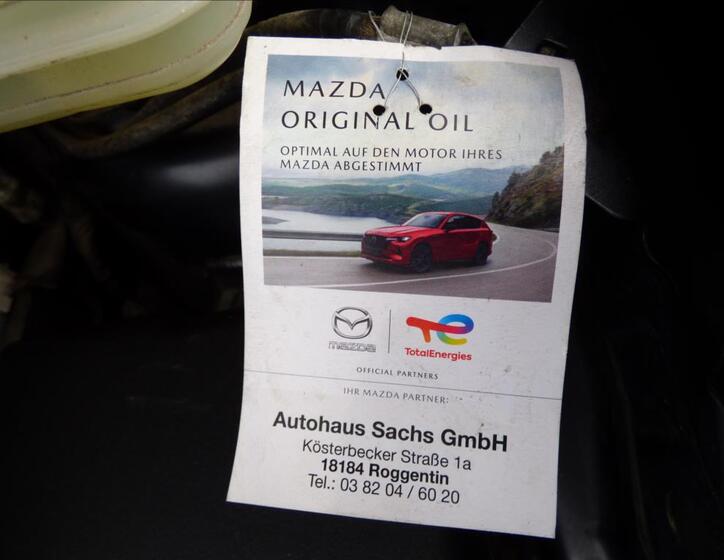 MAZDA
ORIGINAL OIL
OPTIMAL AUF DEN MOTOR IHRES
MAZDA ABGESTIMMT
mazda
TotalEnergies
OFFICIAL PARTNERS
IHR MAZDA PARTNER:
Autohaus Sachs GmbH
Kösterbecker Straße 1a
18184 Roggentin
Tel.: 03 82 04 / 60 20